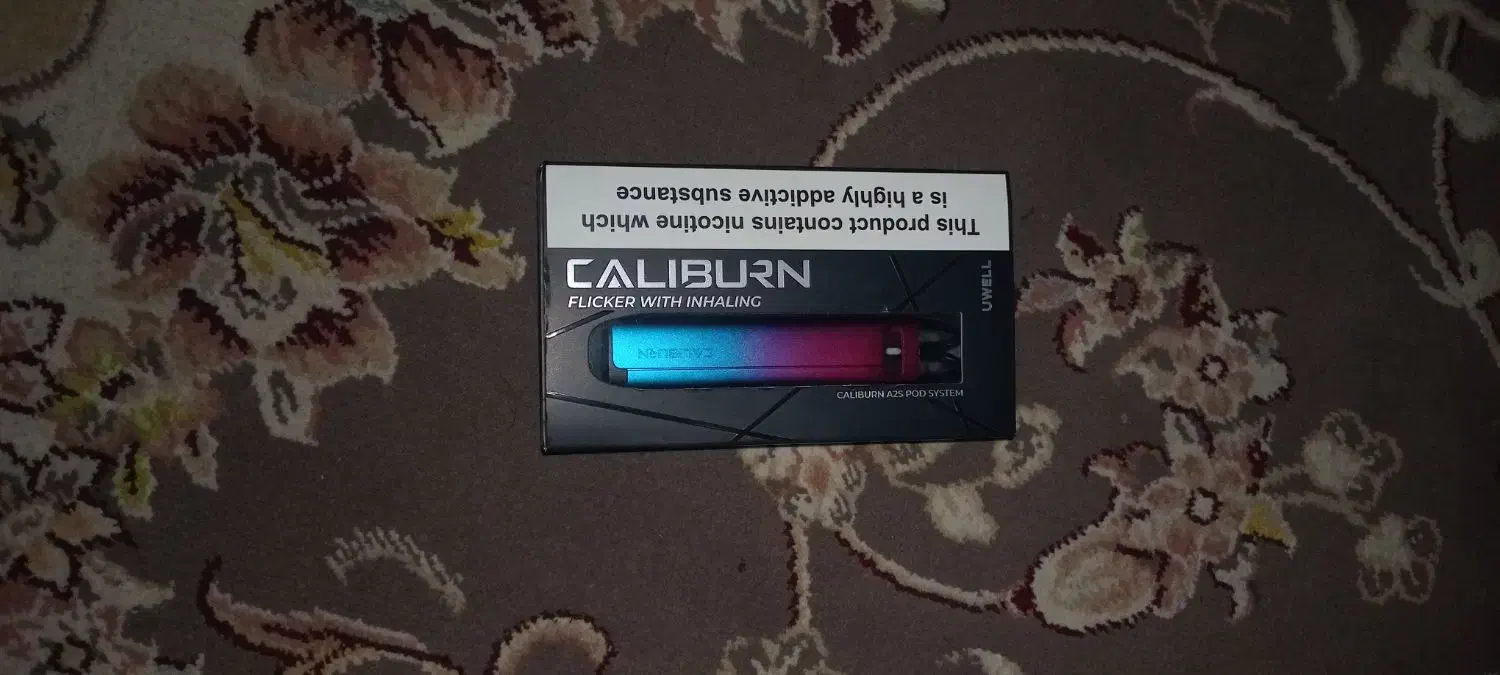 This product contains nicotine which
is a highly addictive substance
CALIBURN
FLICKER WITH INHALING
UWELL
CALIBURN
CALIBURN A2S POD SYSTEM